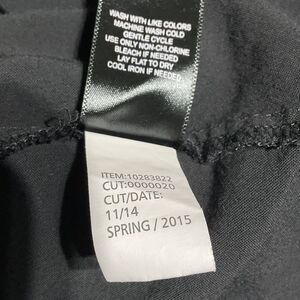 WASH WITH LIKE COLORS
MACHINE WASH COLD
GENTLE CYCLE
USE ONLY NON-CHLORINE
BLEACH IF NEEDED
LAY FLAT TO DRY
COOL IRON IF NEEDED
ITEM:10283822
CUT:0000020
CUT/DATE:
11/14
SPRING / 2015